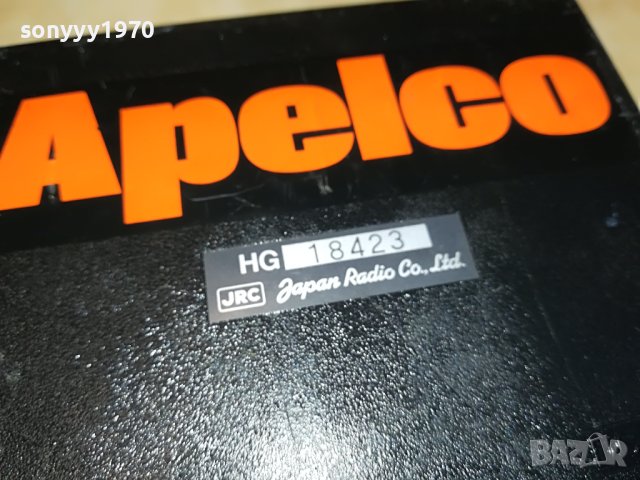 sonyyy1970
Apelco
HG 18423
JRC Japan Radio Co., Ltd.
BAZAR